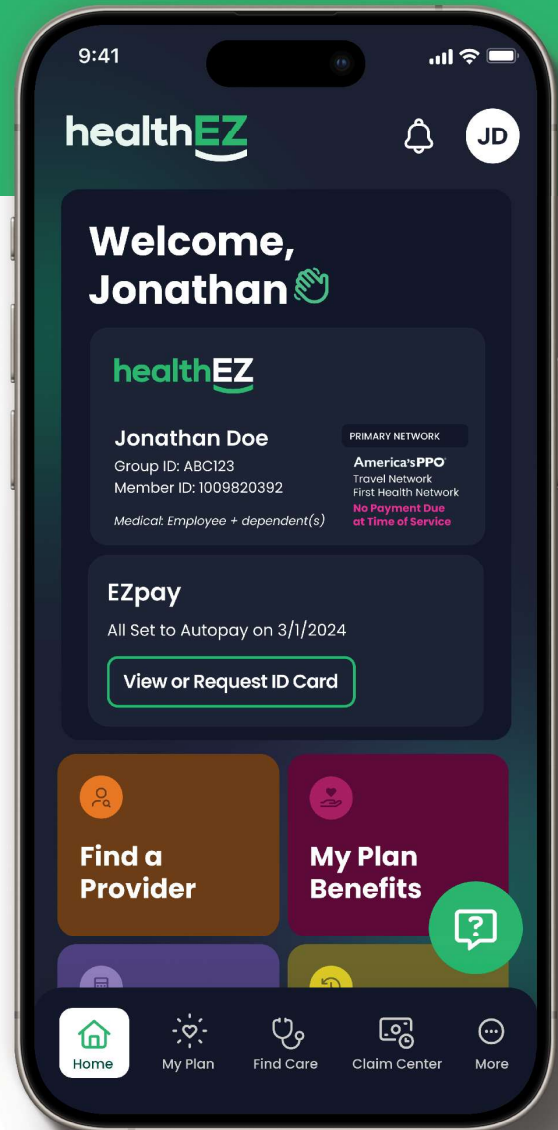 9:41
healthEZ
JD
Welcome,
Jonathan
healthEZ
Jonathan Doe
Group ID: ABC123
Member ID: 1009820392
Medical: Employee + dependent(s)
PRIMARY NETWORK
America'sPPO
Travel Network
First Health Network
No Payment Due
at Time of Service
EZpay
All Set to Autopay on 3/1/2024
View or Request ID Card
Find a
Provider
My Plan
Benefits
?
Home
My Plan
Find Care
Claim Center
More